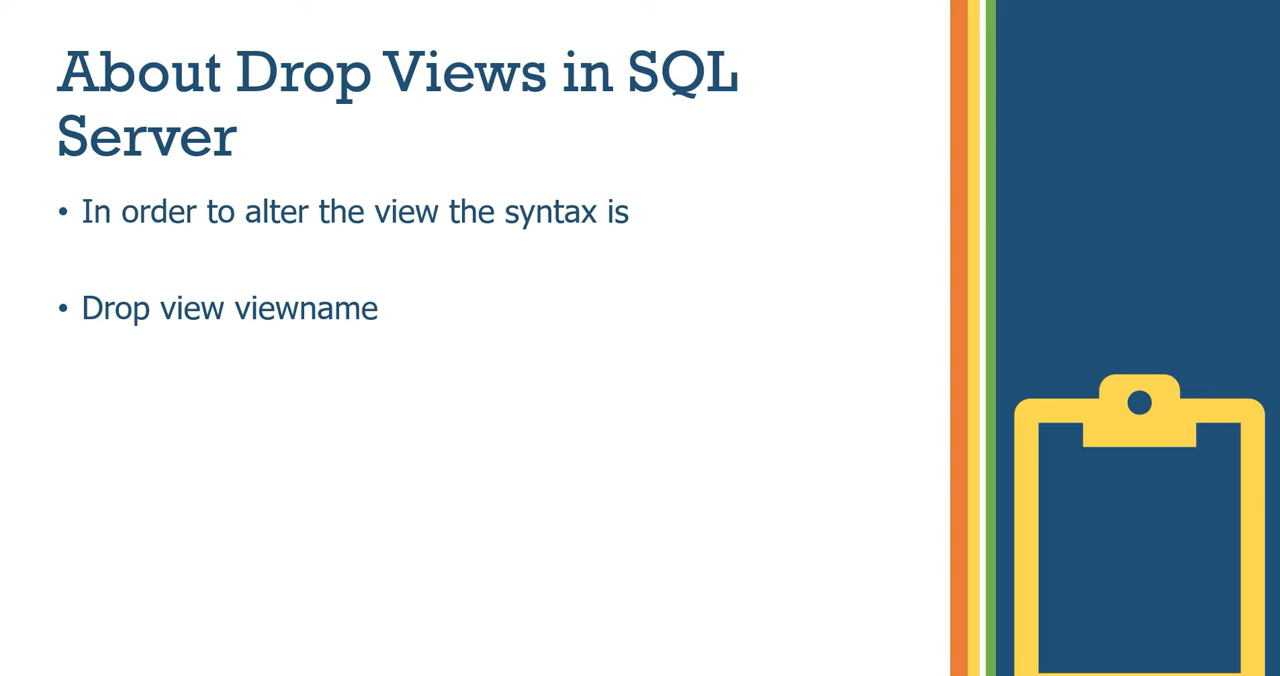 About Drop Views in SQL
Server
• In order to alter the view the syntax is
• Drop view viewname